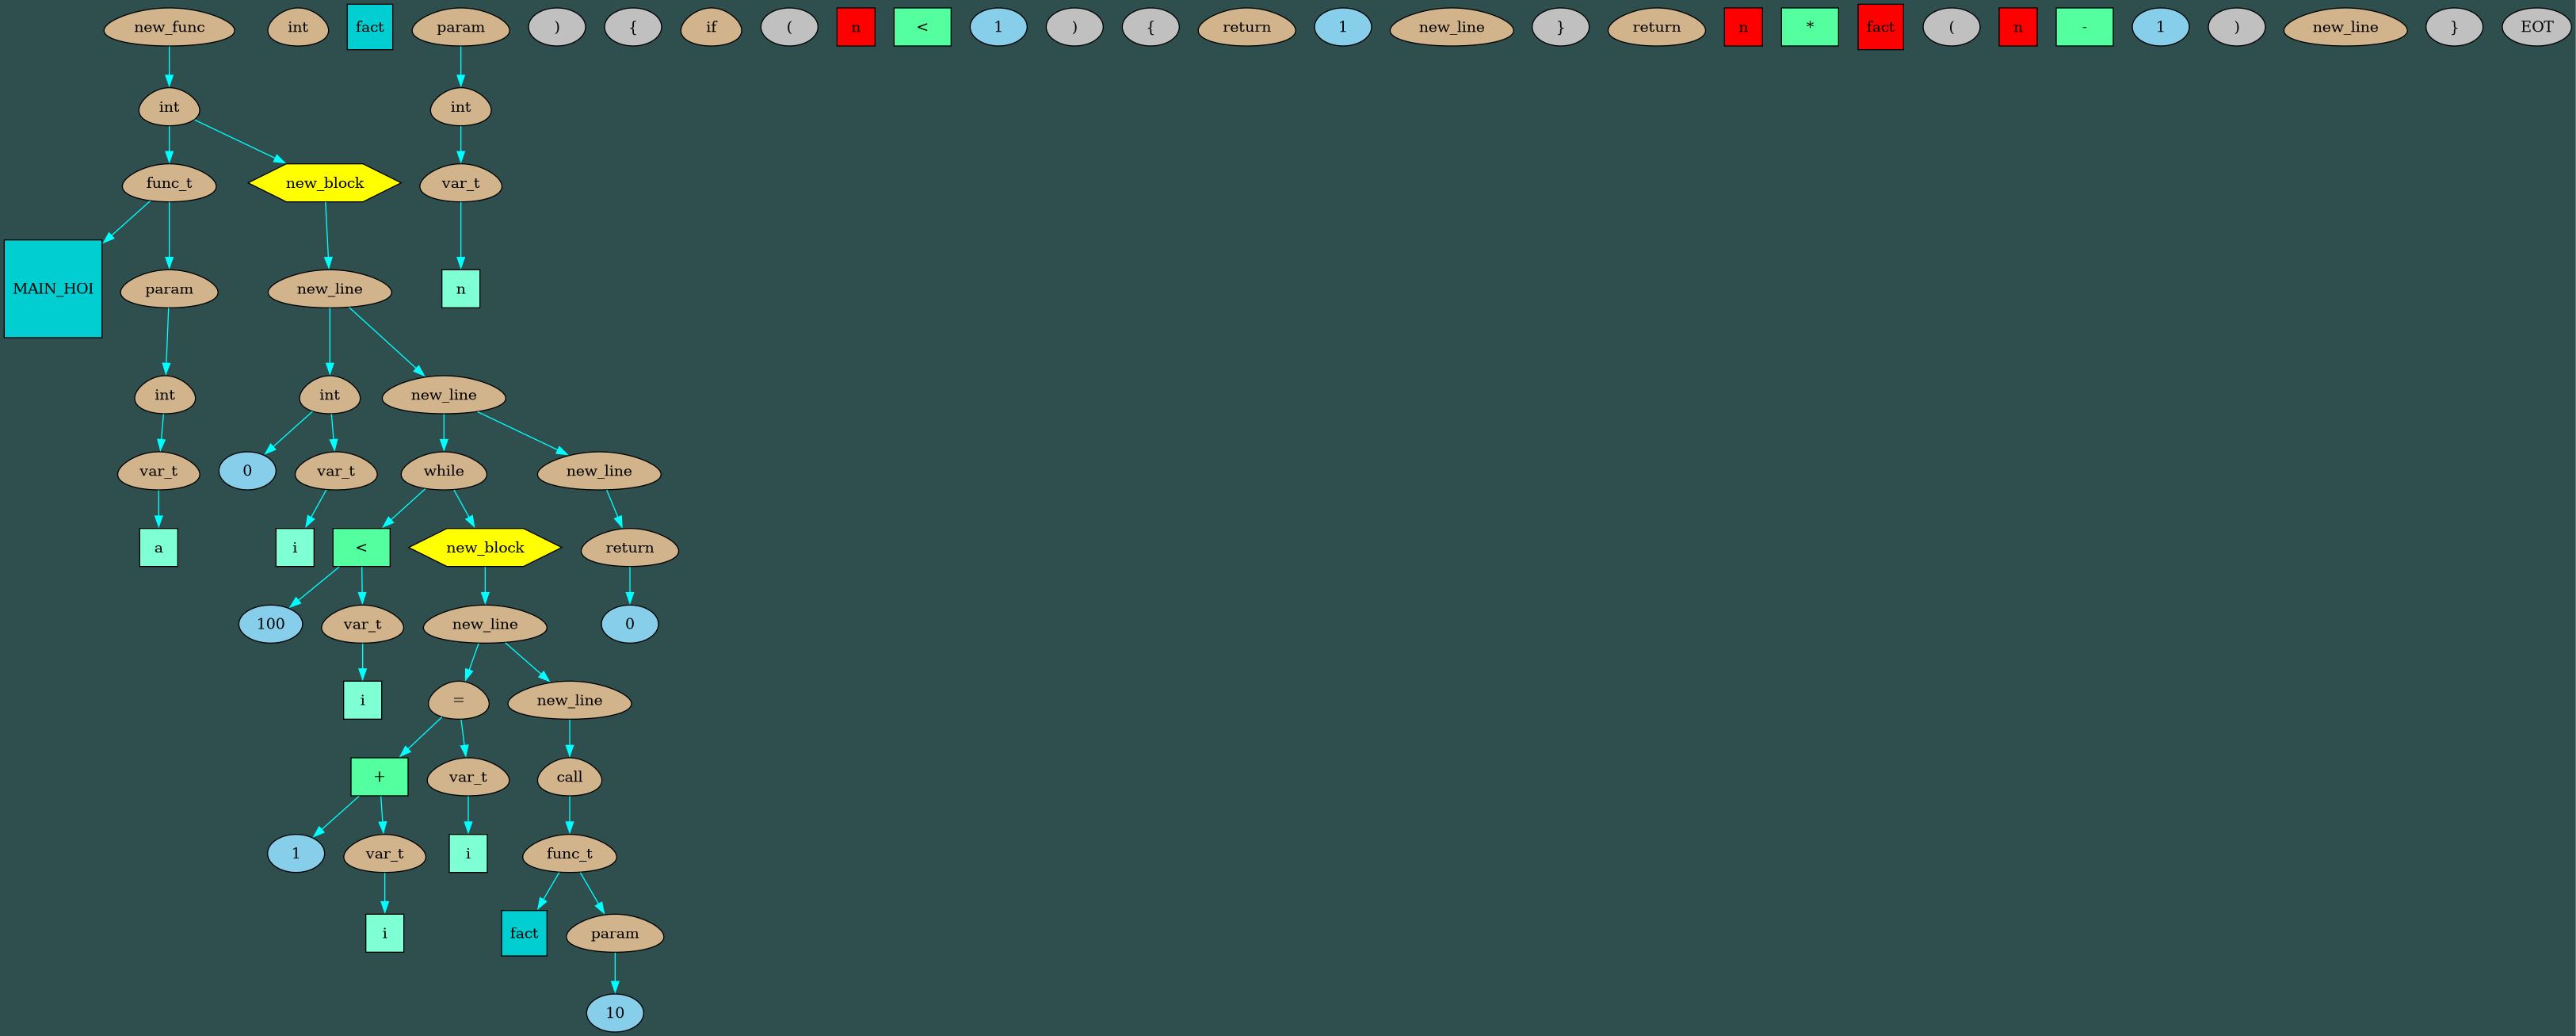 new_func int fact param ) { if ( n < 1 ) { return 1 new_line } return n * fact ( n - 1 ) new_line } EOT
int int
func_t new_block var_t
MAIN_HOI param new_line n
int int new_line
var_t 0 var_t while new_line
a i < new_block return
100 var_t new_line 0
i = new_line
+ var_t call
1 var_t i func_t
i fact param
10